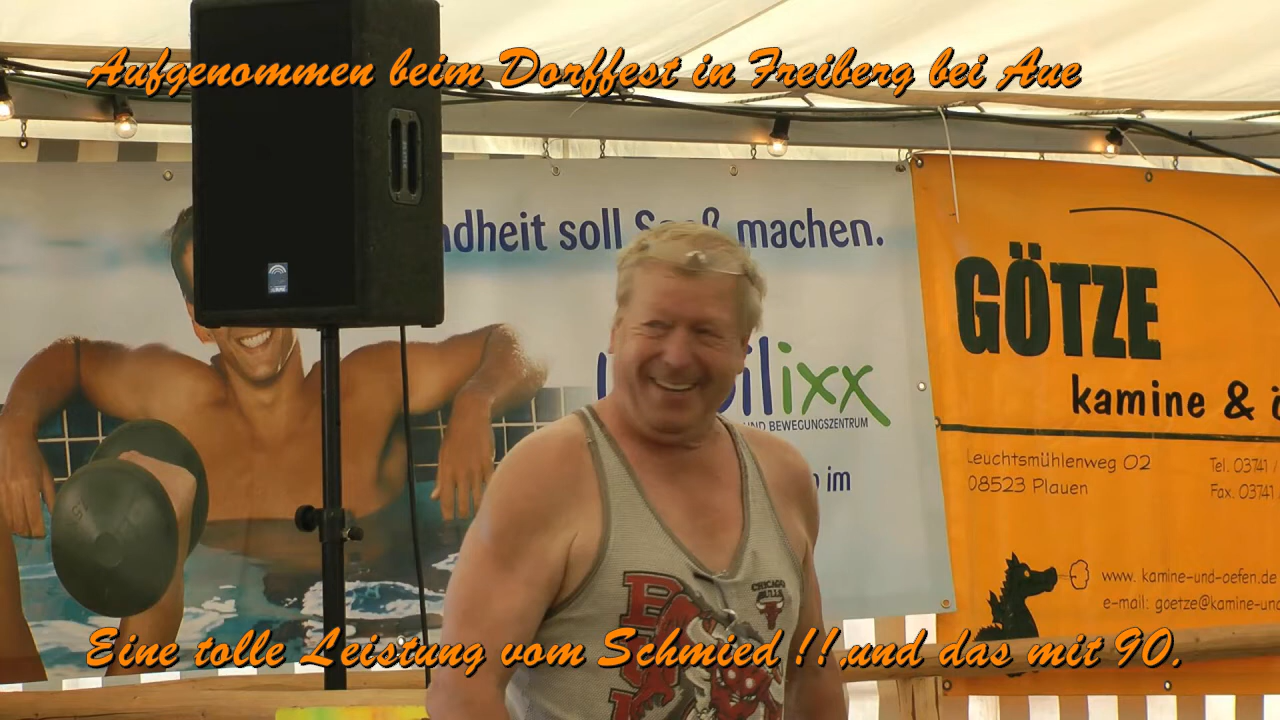 Aufgenommen beim Dorffest in Freiberg bei Aue
soll machen.
GÖTZE
kamine &
ilixx
UND BEWEGUNGSZENTRUM
im
Leuchtsmühlenweg 02
08523 Plauen
Tel. 03741 /
Fax. 03741
www. kamine-und-oefen.de
e-mail: goetze@kamine-und
CHICAGO
BULLS
Eine tolle Leistung vom Schmied !!,und das mit 90.